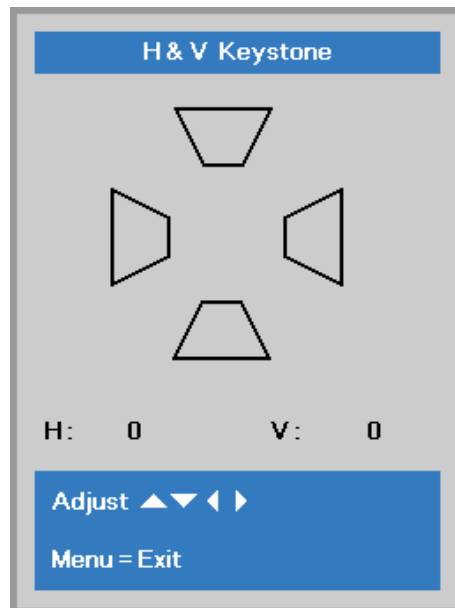 H & V Keystone
H: 0 V: 0
Adjust ▲▼◀▶
Menu = Exit